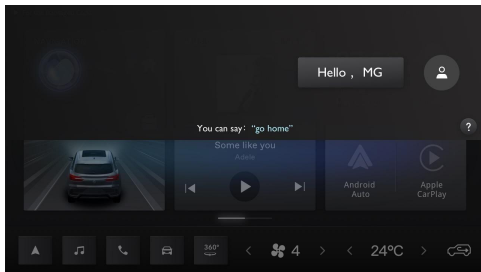 Hello , MG
You can say: "go home"
?
Some like you
Adele
Android
Auto
Apple
CarPlay
360°
4
24°C